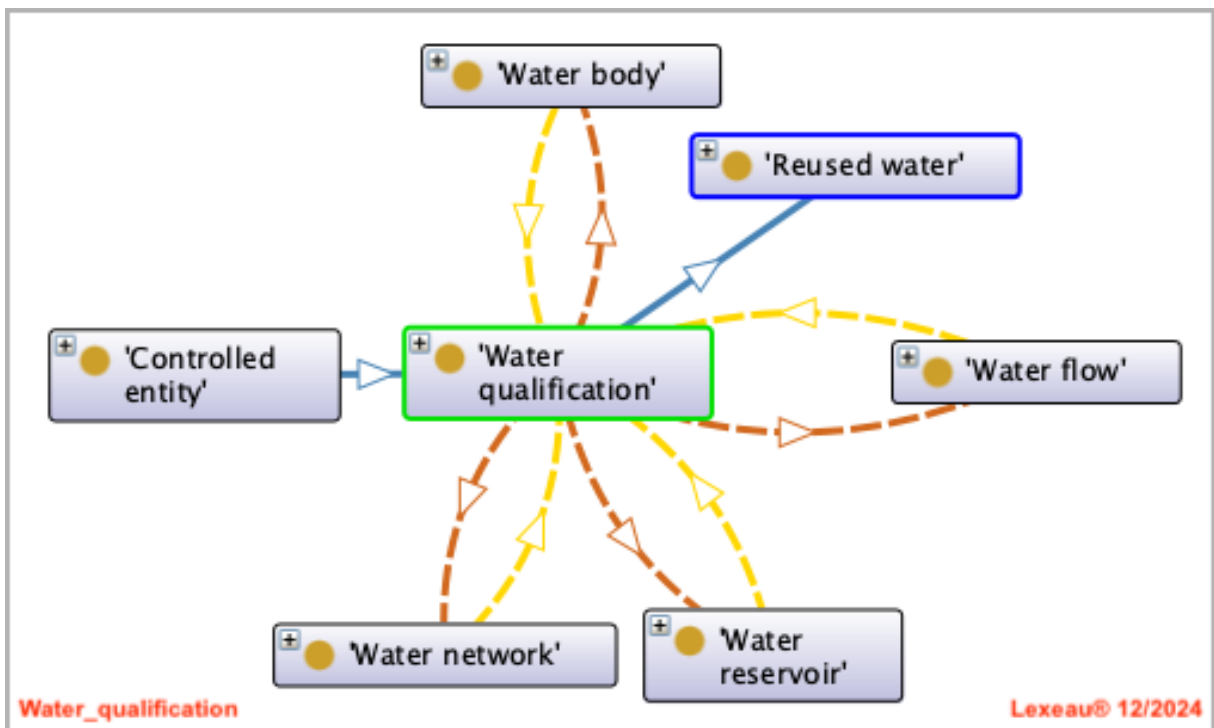 'Water body'
'Reused water'
'Controlled
entity'
'Water
qualification'
'Water flow'
'Water network'
'Water
reservoir'
Water_qualification
Lexeau® 12/2024